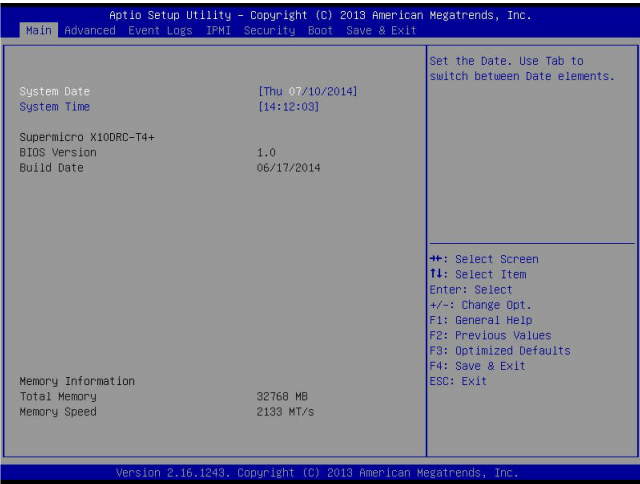 Aptio Setup Utility – Copyright (C) 2013 American Megatrends, Inc.
Main Advanced Event Logs IPMI Security Boot Save & Exit
System Date [Thu 07/10/2014]
System Time [14:12:03]
Supermicro X10DRC-T4+
BIOS Version 1.0
Build Date 06/17/2014
Memory Information
Total Memory 32768 MB
Memory Speed 2133 MT/s
Set the Date. Use Tab to
switch between Date elements.
→←: Select Screen
↑↓: Select Item
Enter: Select
+/-: Change Opt.
F1: General Help
F2: Previous Values
F3: Optimized Defaults
F4: Save & Exit
ESC: Exit
Version 2.16.1243. Copyright (C) 2013 American Megatrends, Inc.